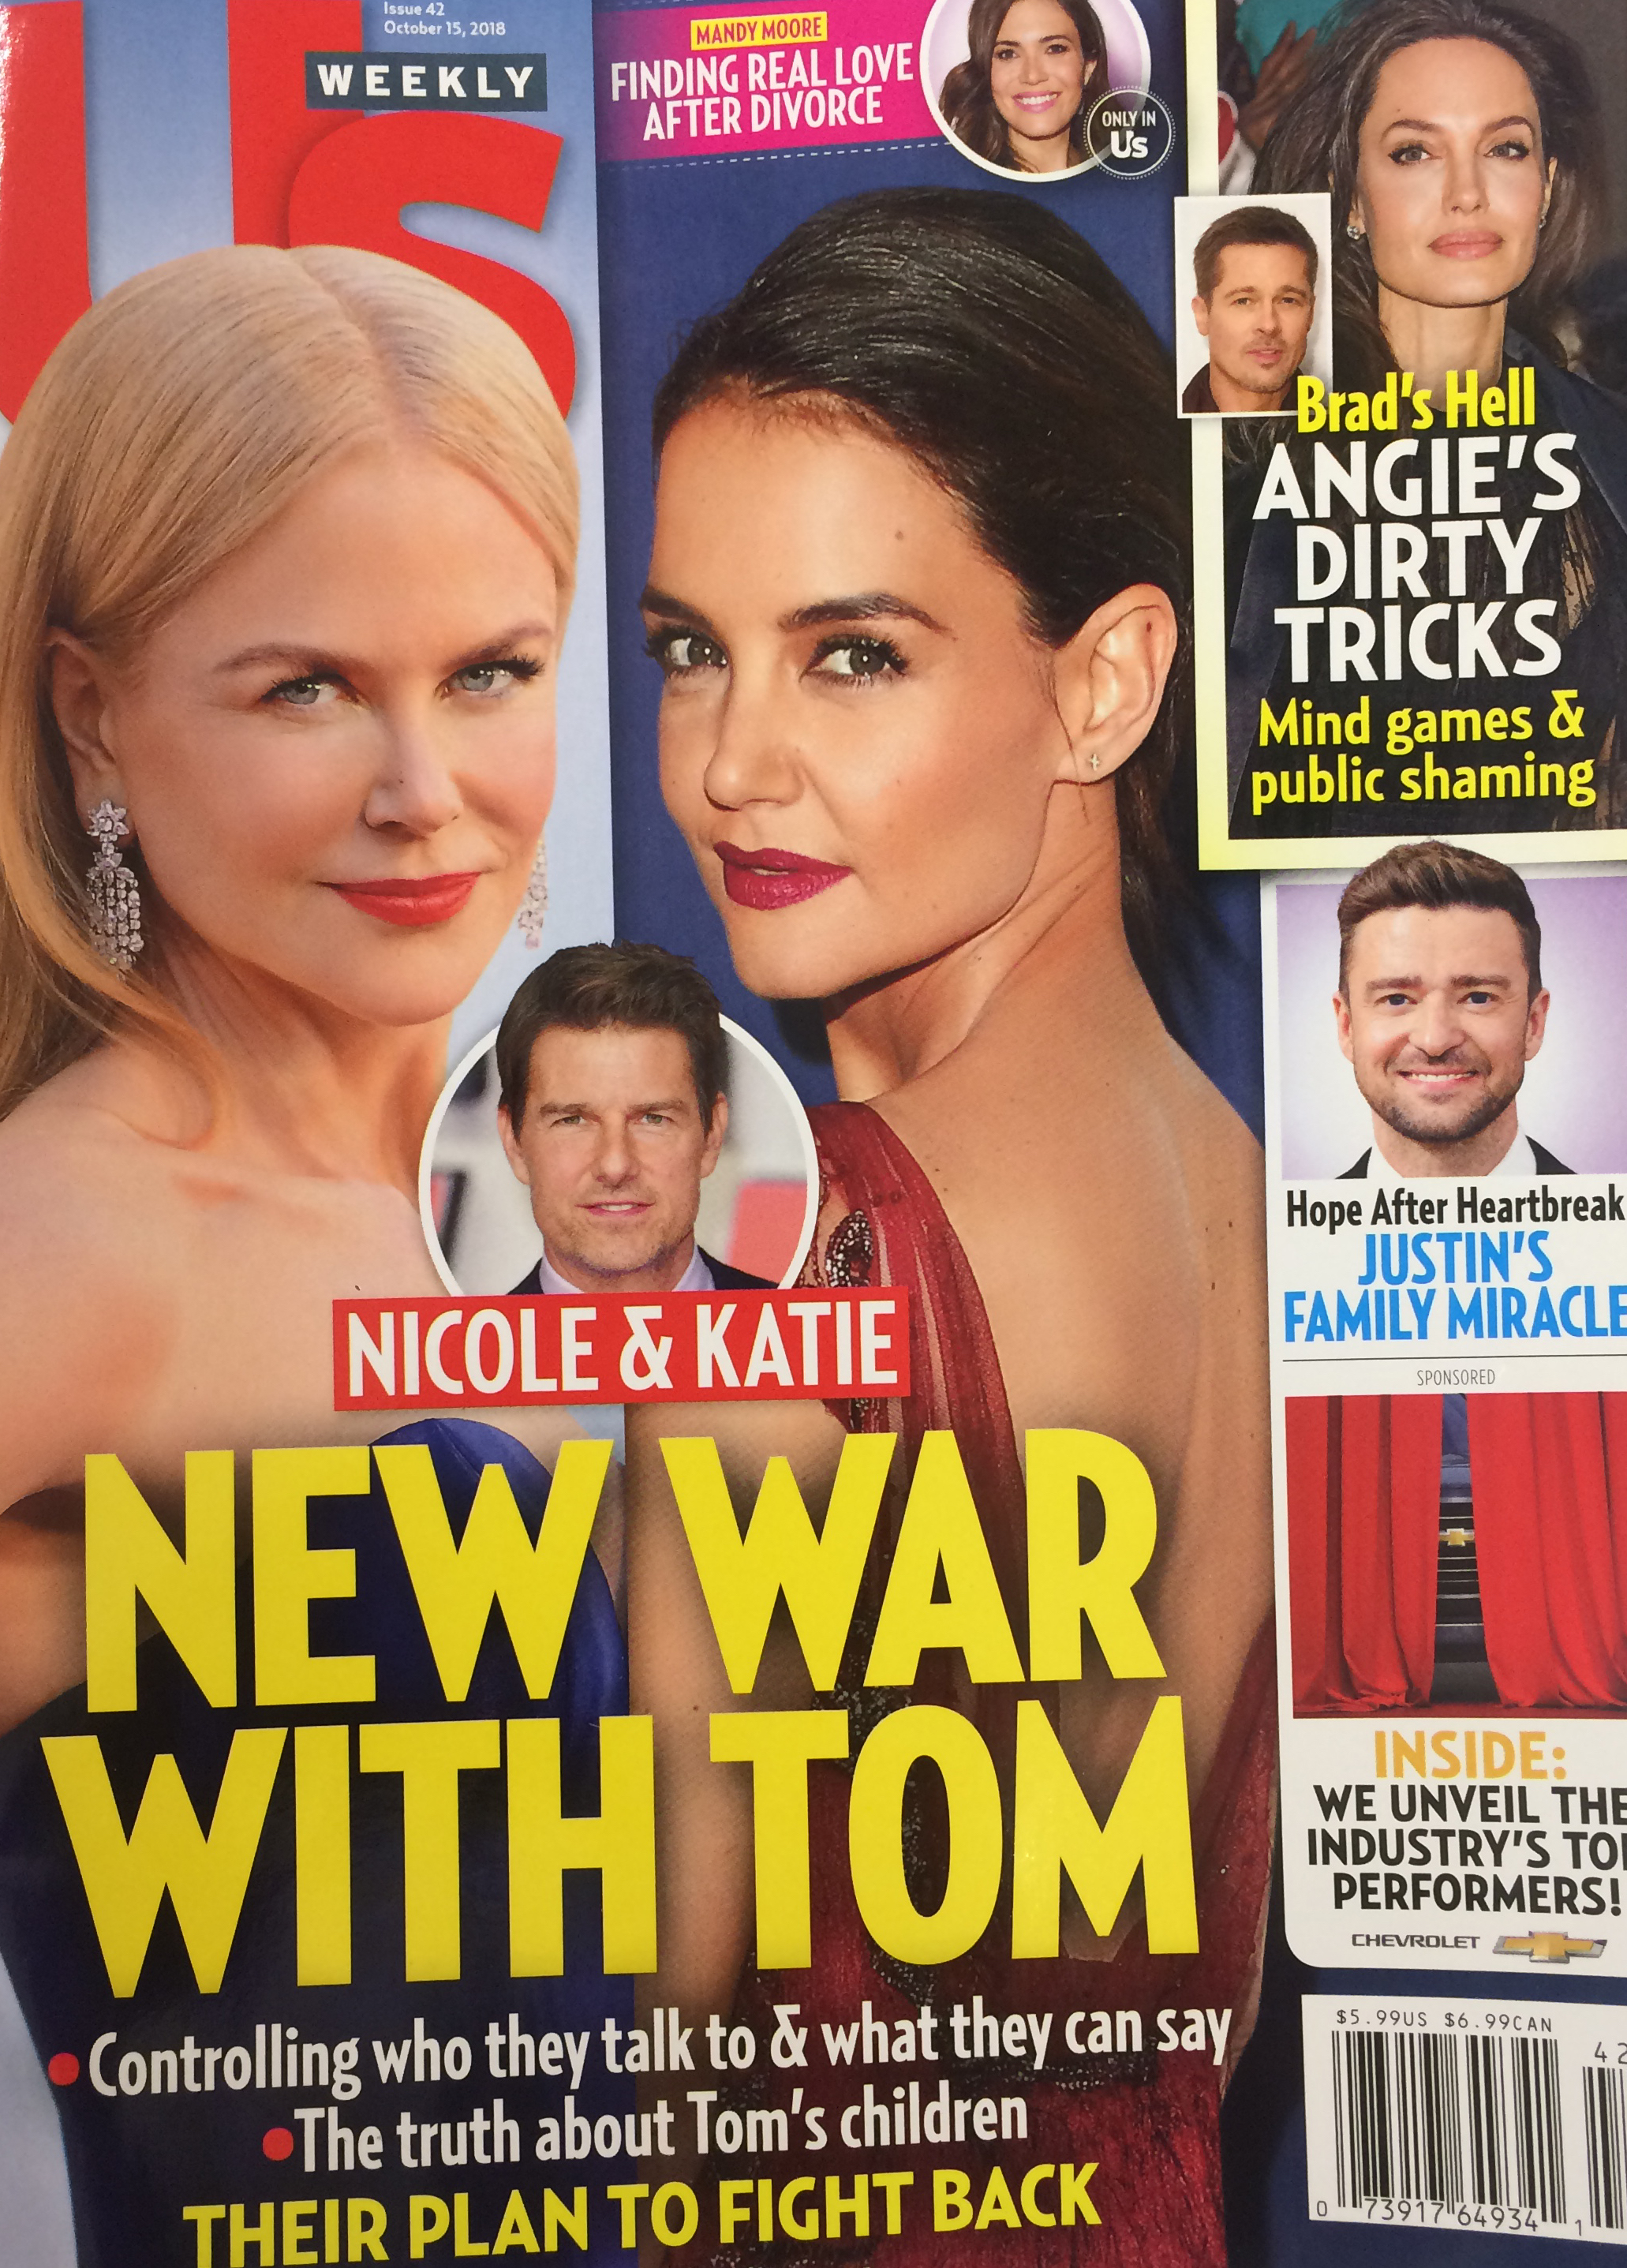 Issue 42
October 15, 2018
Us
WEEKLY
MANDY MOORE
FINDING REAL LOVE
AFTER DIVORCE
ONLY IN
Us
Brad's Hell
ANGIE'S
DIRTY
TRICKS
Mind games &
public shaming
Hope After Heartbreak
JUSTIN'S
FAMILY MIRACLE
SPONSORED
INSIDE:
WE UNVEIL THE
INDUSTRY'S TO
PERFORMERS!
CHEVROLET
NICOLE & KATIE
NEW WAR
WITH TOM
• Controlling who they talk to & what they can say
• The truth about Tom's children
THEIR PLAN TO FIGHT BACK
$5.99US $6.99CAN
42
0 73917 64934 1